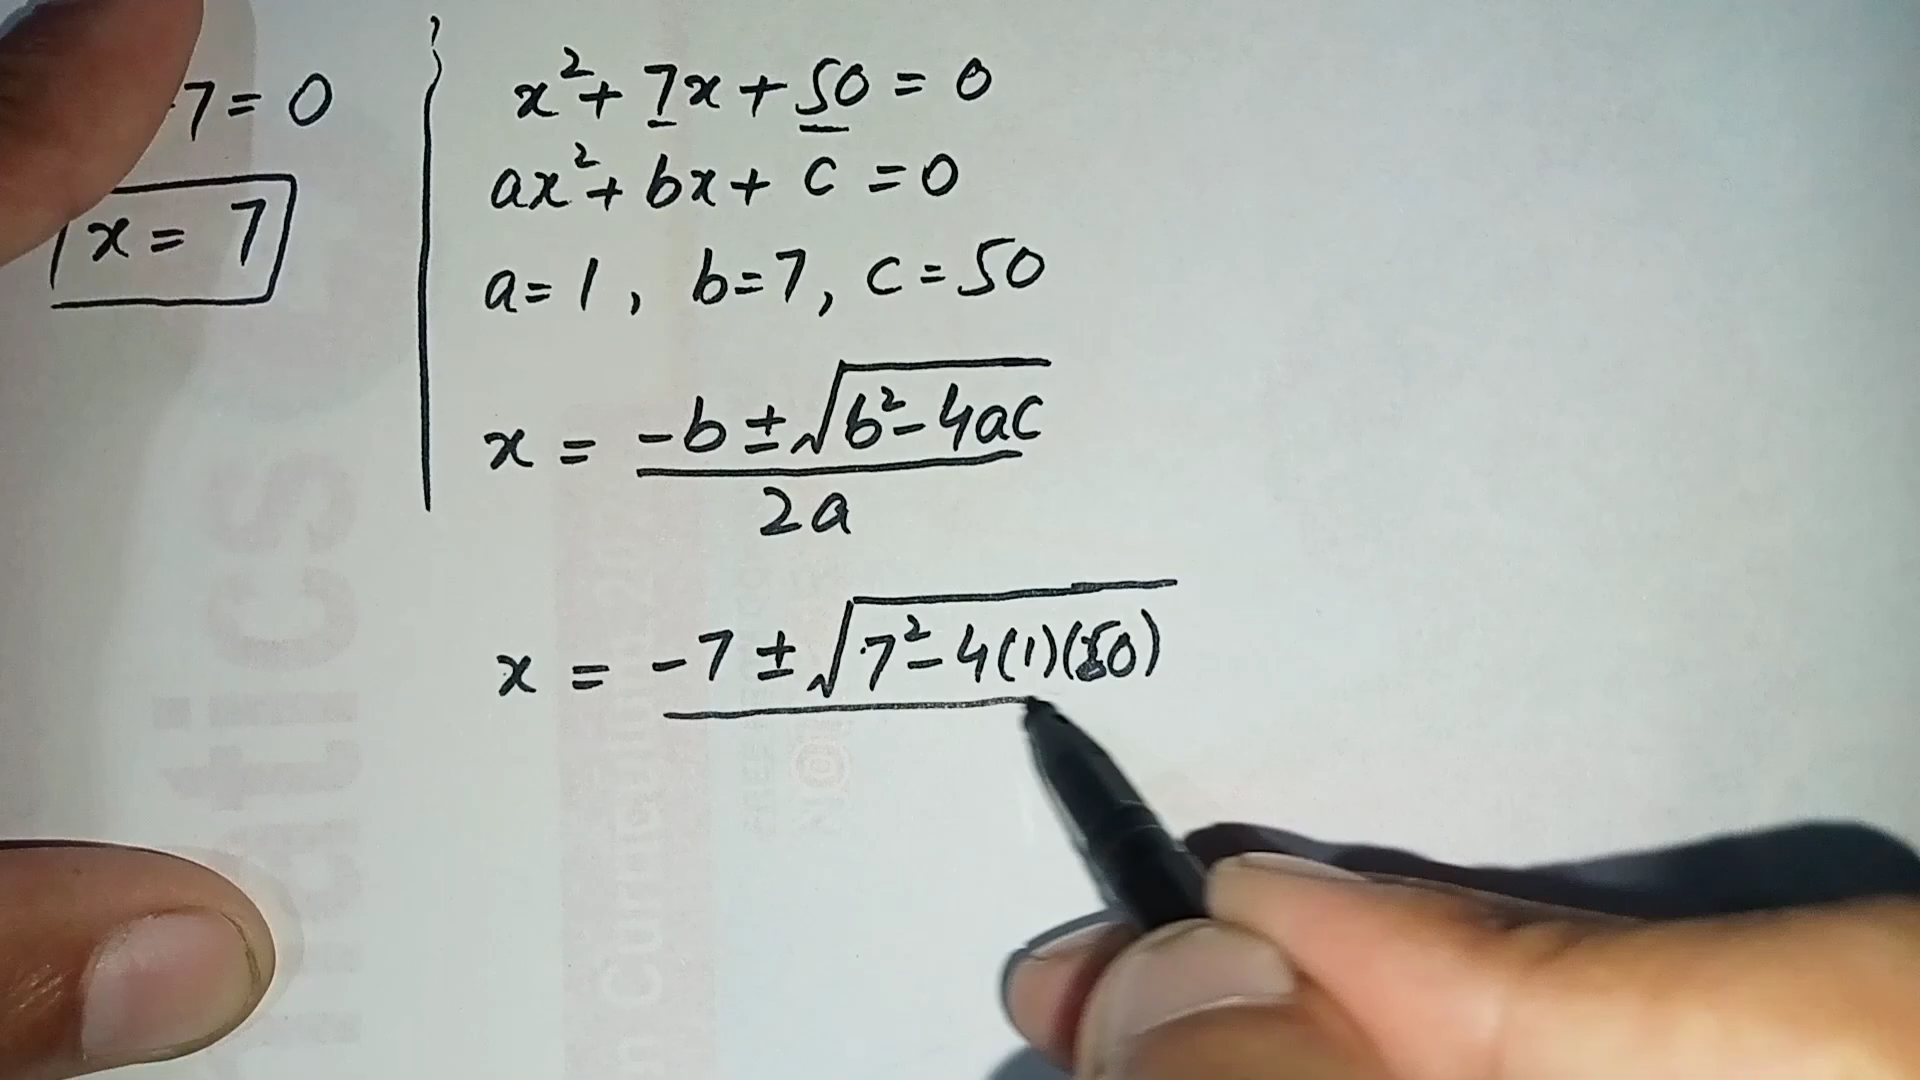 7 = 0
x = 7
x² + 7x + 50 = 0
ax² + bx + c = 0
a = 1, b = 7, c = 50
x = -b ± √b² - 4ac
2a
x = -7 ± √7² - 4(1)(50)